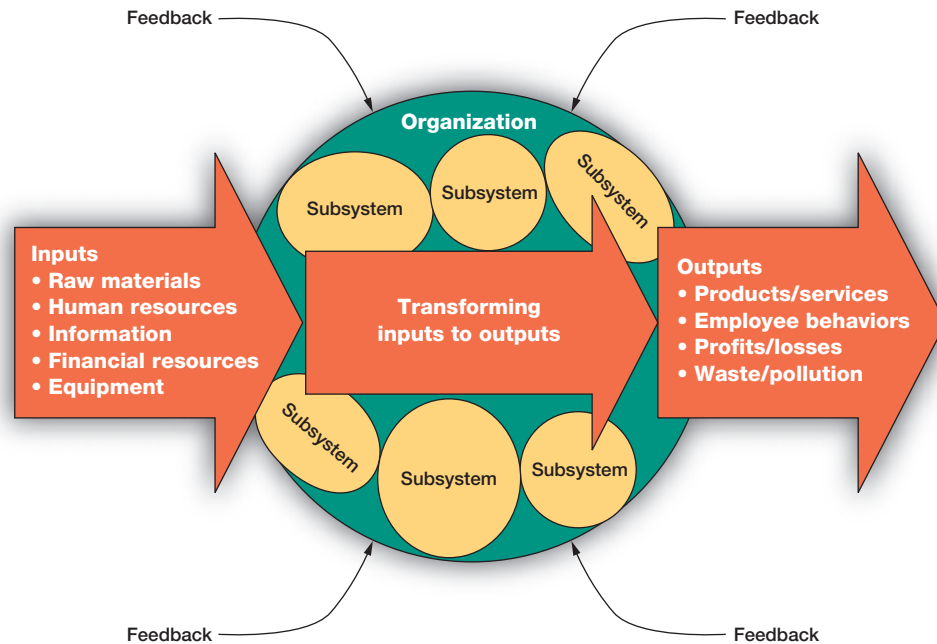 Feedback
Feedback
Organization
Subsystem
Subsystem
Subsystem
Inputs
• Raw materials
• Human resources
• Information
• Financial resources
• Equipment
Transforming
inputs to outputs
Outputs
• Products/services
• Employee behaviors
• Profits/losses
• Waste/pollution
Subsystem
Subsystem
Subsystem
Feedback
Feedback